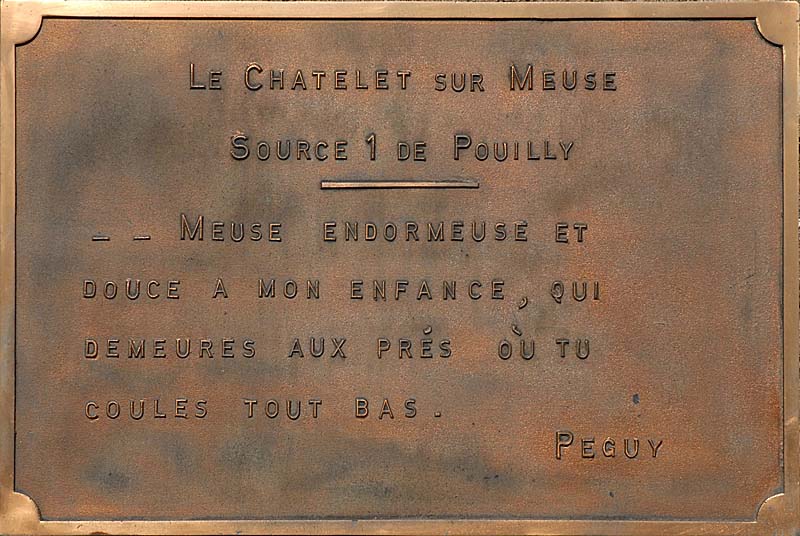 LE CHATELET SUR MEUSE
SOURCE 1 DE POUILLY
_ _ MEUSE ENDORMEUSE ET
DOUCE A MON ENFANCE, QUI
DEMEURES AUX PRÉS OÙ TU
COULES TOUT BAS.
PEGUY